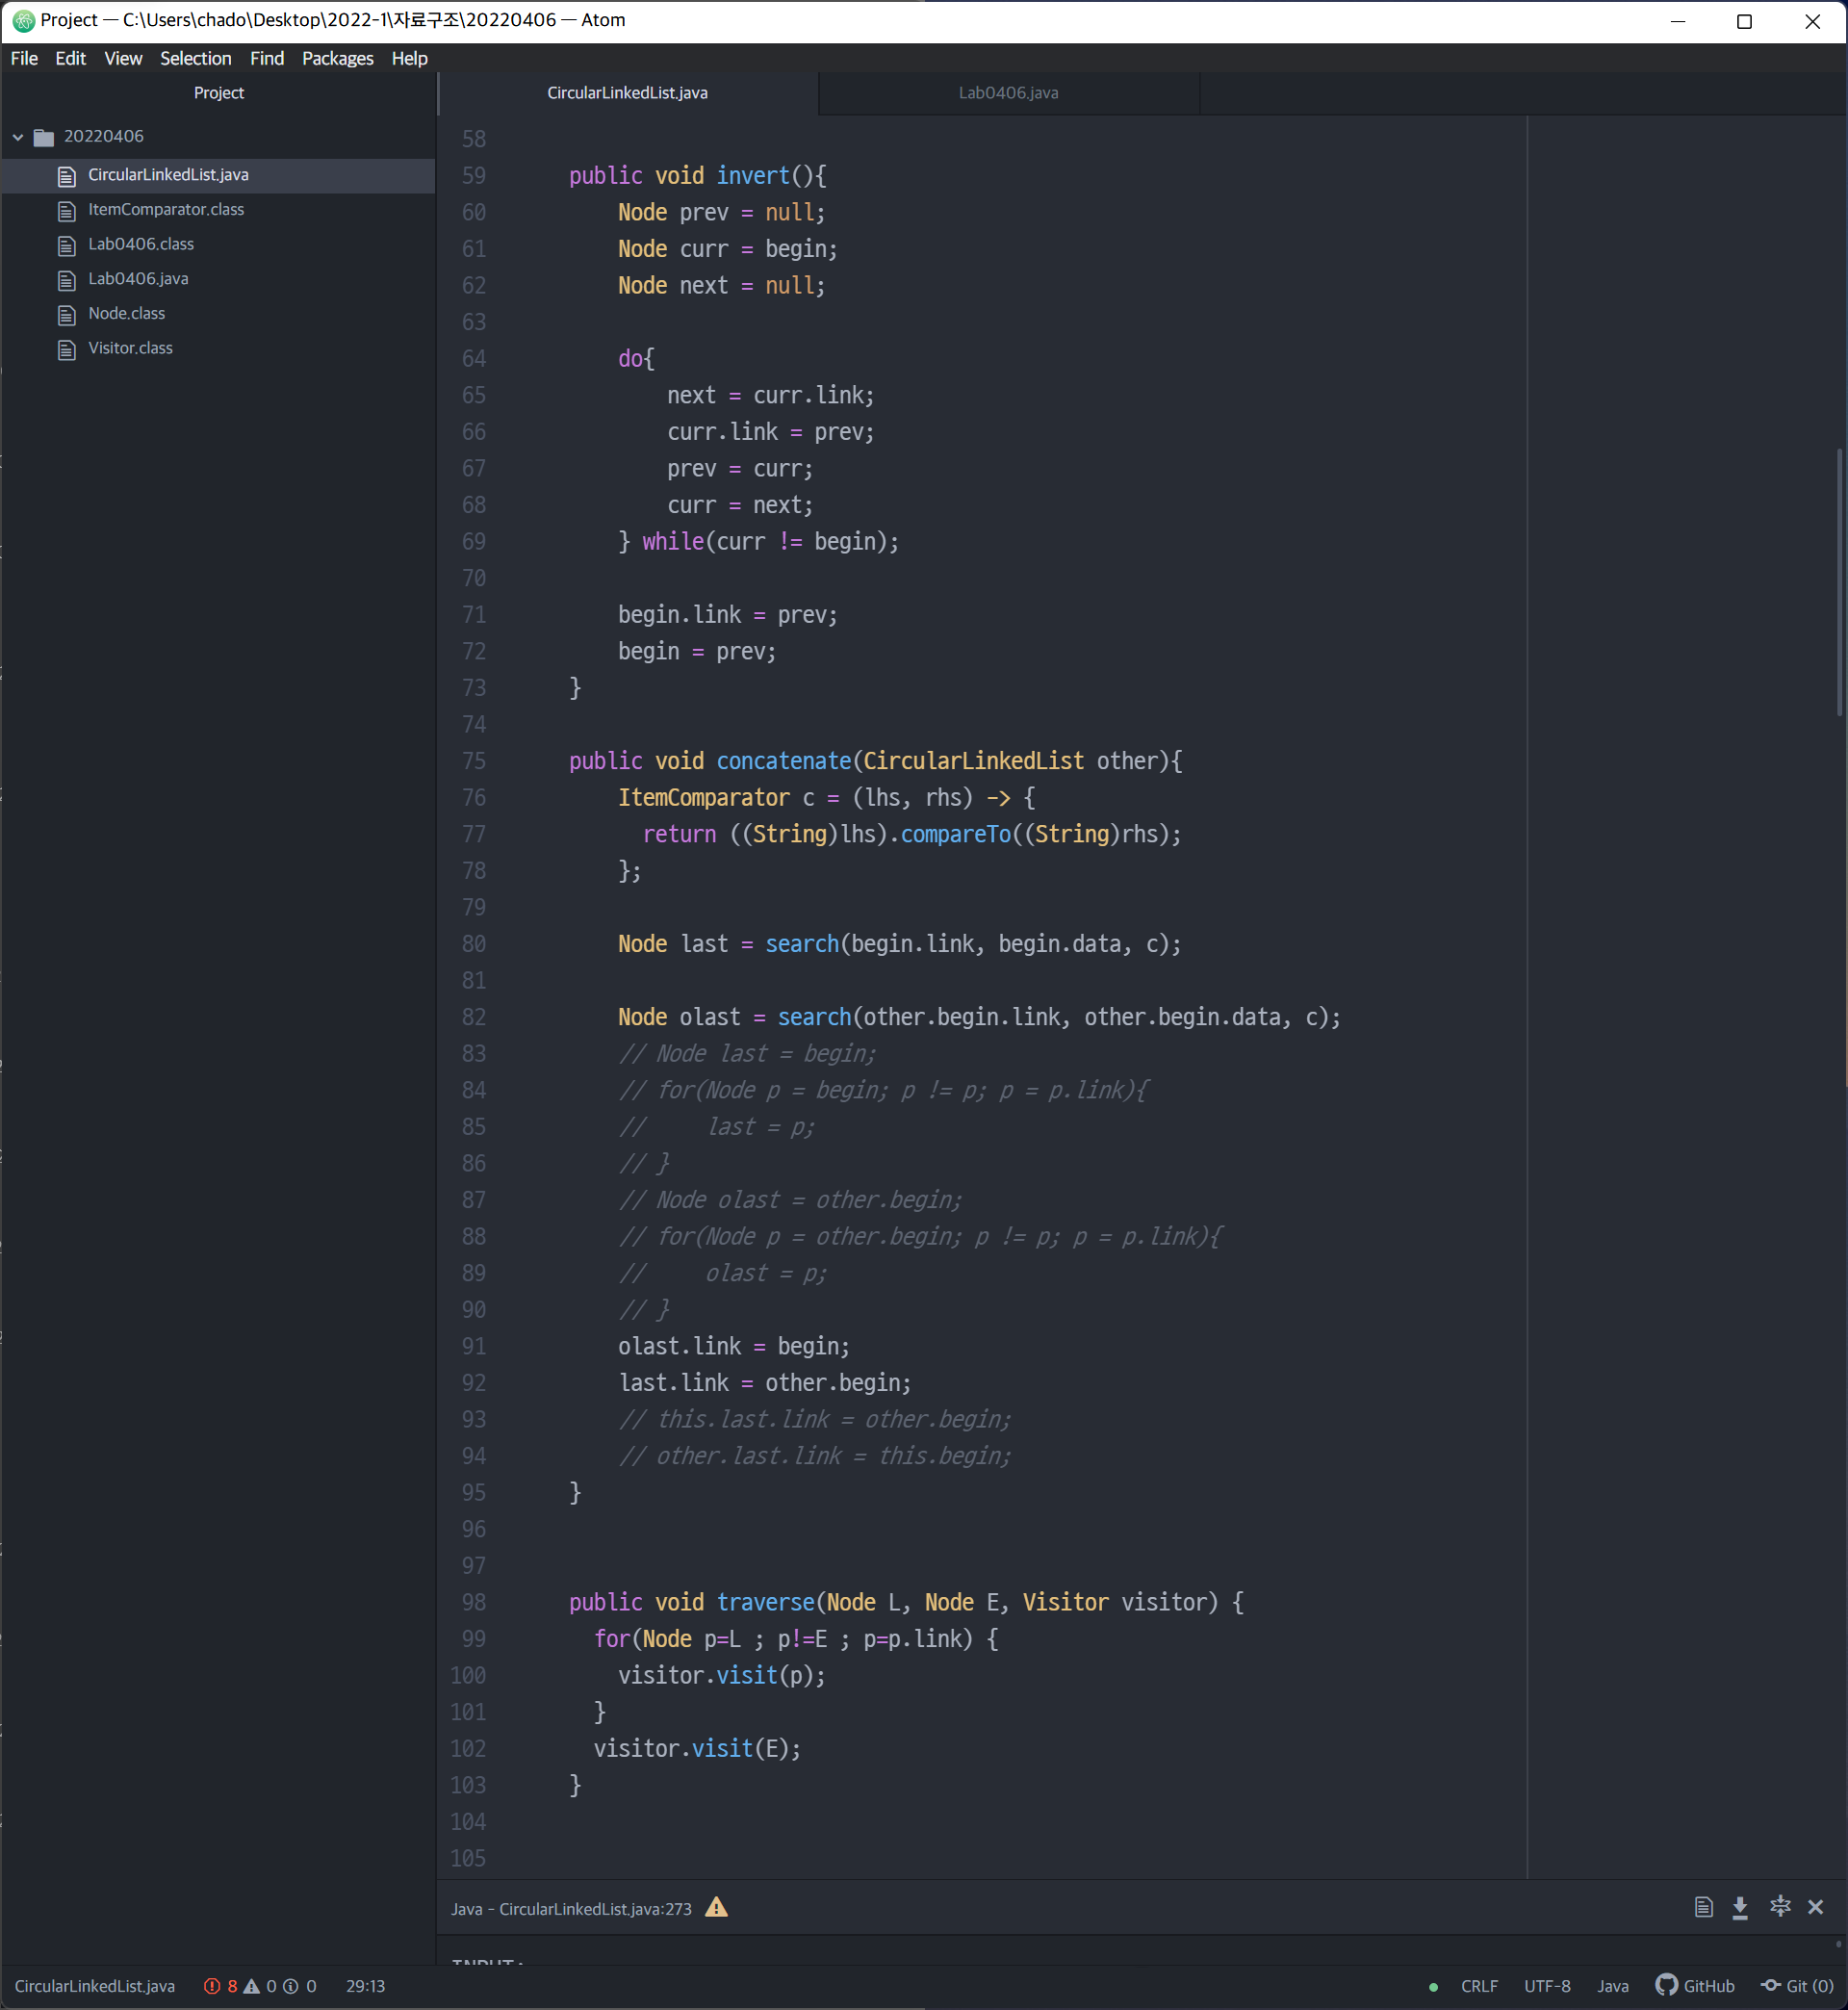 Project — C:\Users\chado\Desktop\2022-1\자료구조\20220406 — Atom
File Edit View Selection Find Packages Help
Project
20220406
CircularLinkedList.java
ItemComparator.class
Lab0406.class
Lab0406.java
Node.class
Visitor.class
CircularLinkedList.java Lab0406.java
58
59 public void invert(){
60 Node prev = null;
61 Node curr = begin;
62 Node next = null;
63
64 do{
65 next = curr.link;
66 curr.link = prev;
67 prev = curr;
68 curr = next;
69 } while(curr != begin);
70
71 begin.link = prev;
72 begin = prev;
73 }
74
75 public void concatenate(CircularLinkedList other){
76 ItemComparator c = (lhs, rhs) -> {
77 return ((String)lhs).compareTo((String)rhs);
78 };
79
80 Node last = search(begin.link, begin.data, c);
81
82 Node olast = search(other.begin.link, other.begin.data, c);
83 // Node last = begin;
84 // for(Node p = begin; p != p; p = p.link){
85 // last = p;
86 // }
87 // Node olast = other.begin;
88 // for(Node p = other.begin; p != p; p = p.link){
89 // olast = p;
90 // }
91 olast.link = begin;
92 last.link = other.begin;
93 // this.last.link = other.begin;
94 // other.last.link = this.begin;
95 }
96
97
98 public void traverse(Node L, Node E, Visitor visitor) {
99 for(Node p=L ; p!=E ; p=p.link) {
100 visitor.visit(p);
101 }
102 visitor.visit(E);
103 }
104
105
Java - CircularLinkedList.java:273
INPUT:
CircularLinkedList.java 8 0 0 29:13 CRLF UTF-8 Java GitHub Git (0)